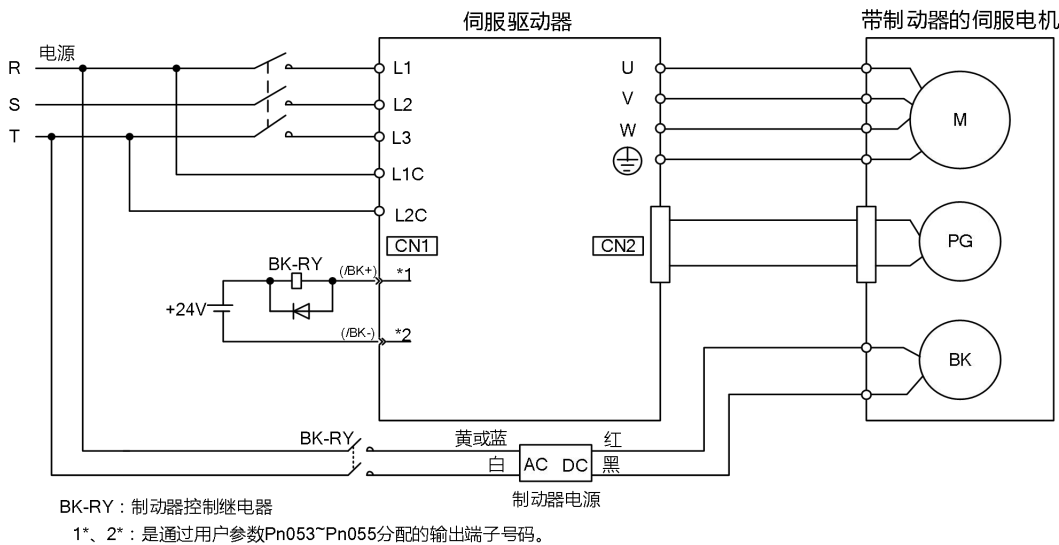 伺服驱动器
带制动器的伺服电机
电源
R
S
T
L1
L2
L3
L1C
L2C
U
V
W
M
CN1
CN2
PG
BK-RY
(/BK+)
*1
+24V
(/BK-)
*2
BK
BK-RY
黄或蓝
红
白
AC DC
黑
制动器电源
BK-RY：制动器控制继电器
1*、2*：是通过用户参数Pn053~Pn055分配的输出端子号码。